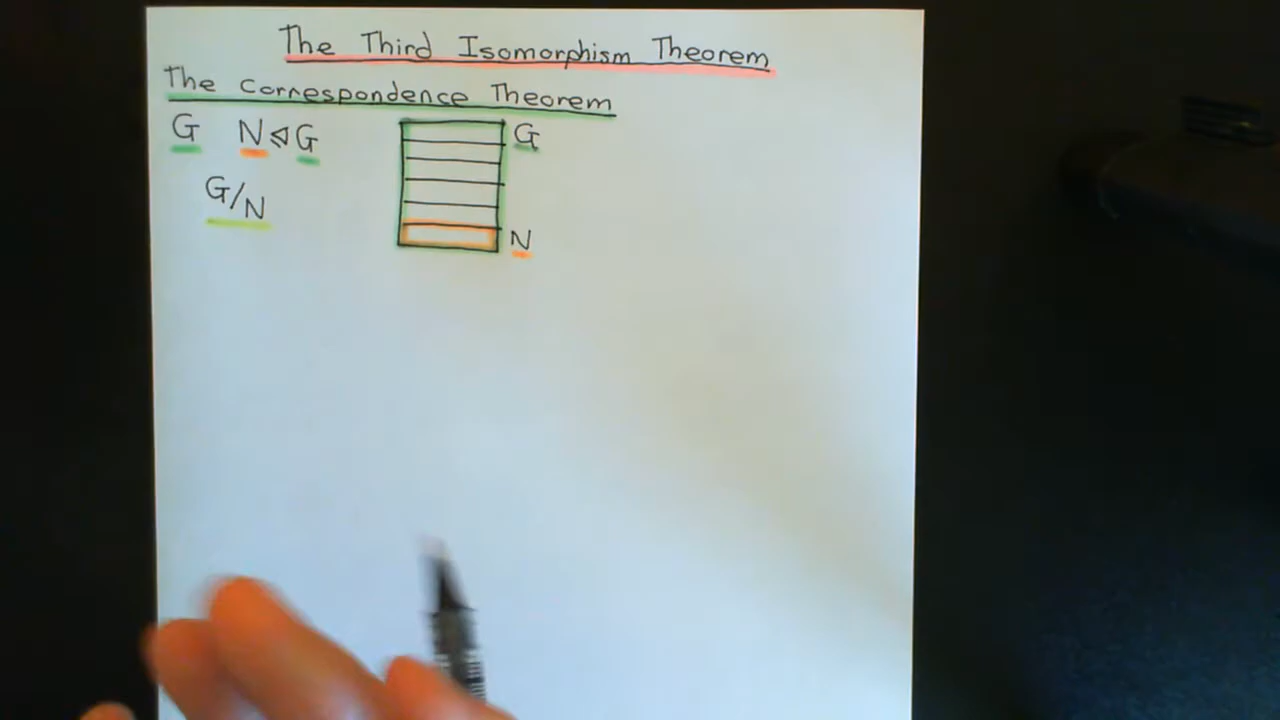 The Third Isomorphism Theorem
The Correspondence Theorem
G N⊲G G
G/N
N